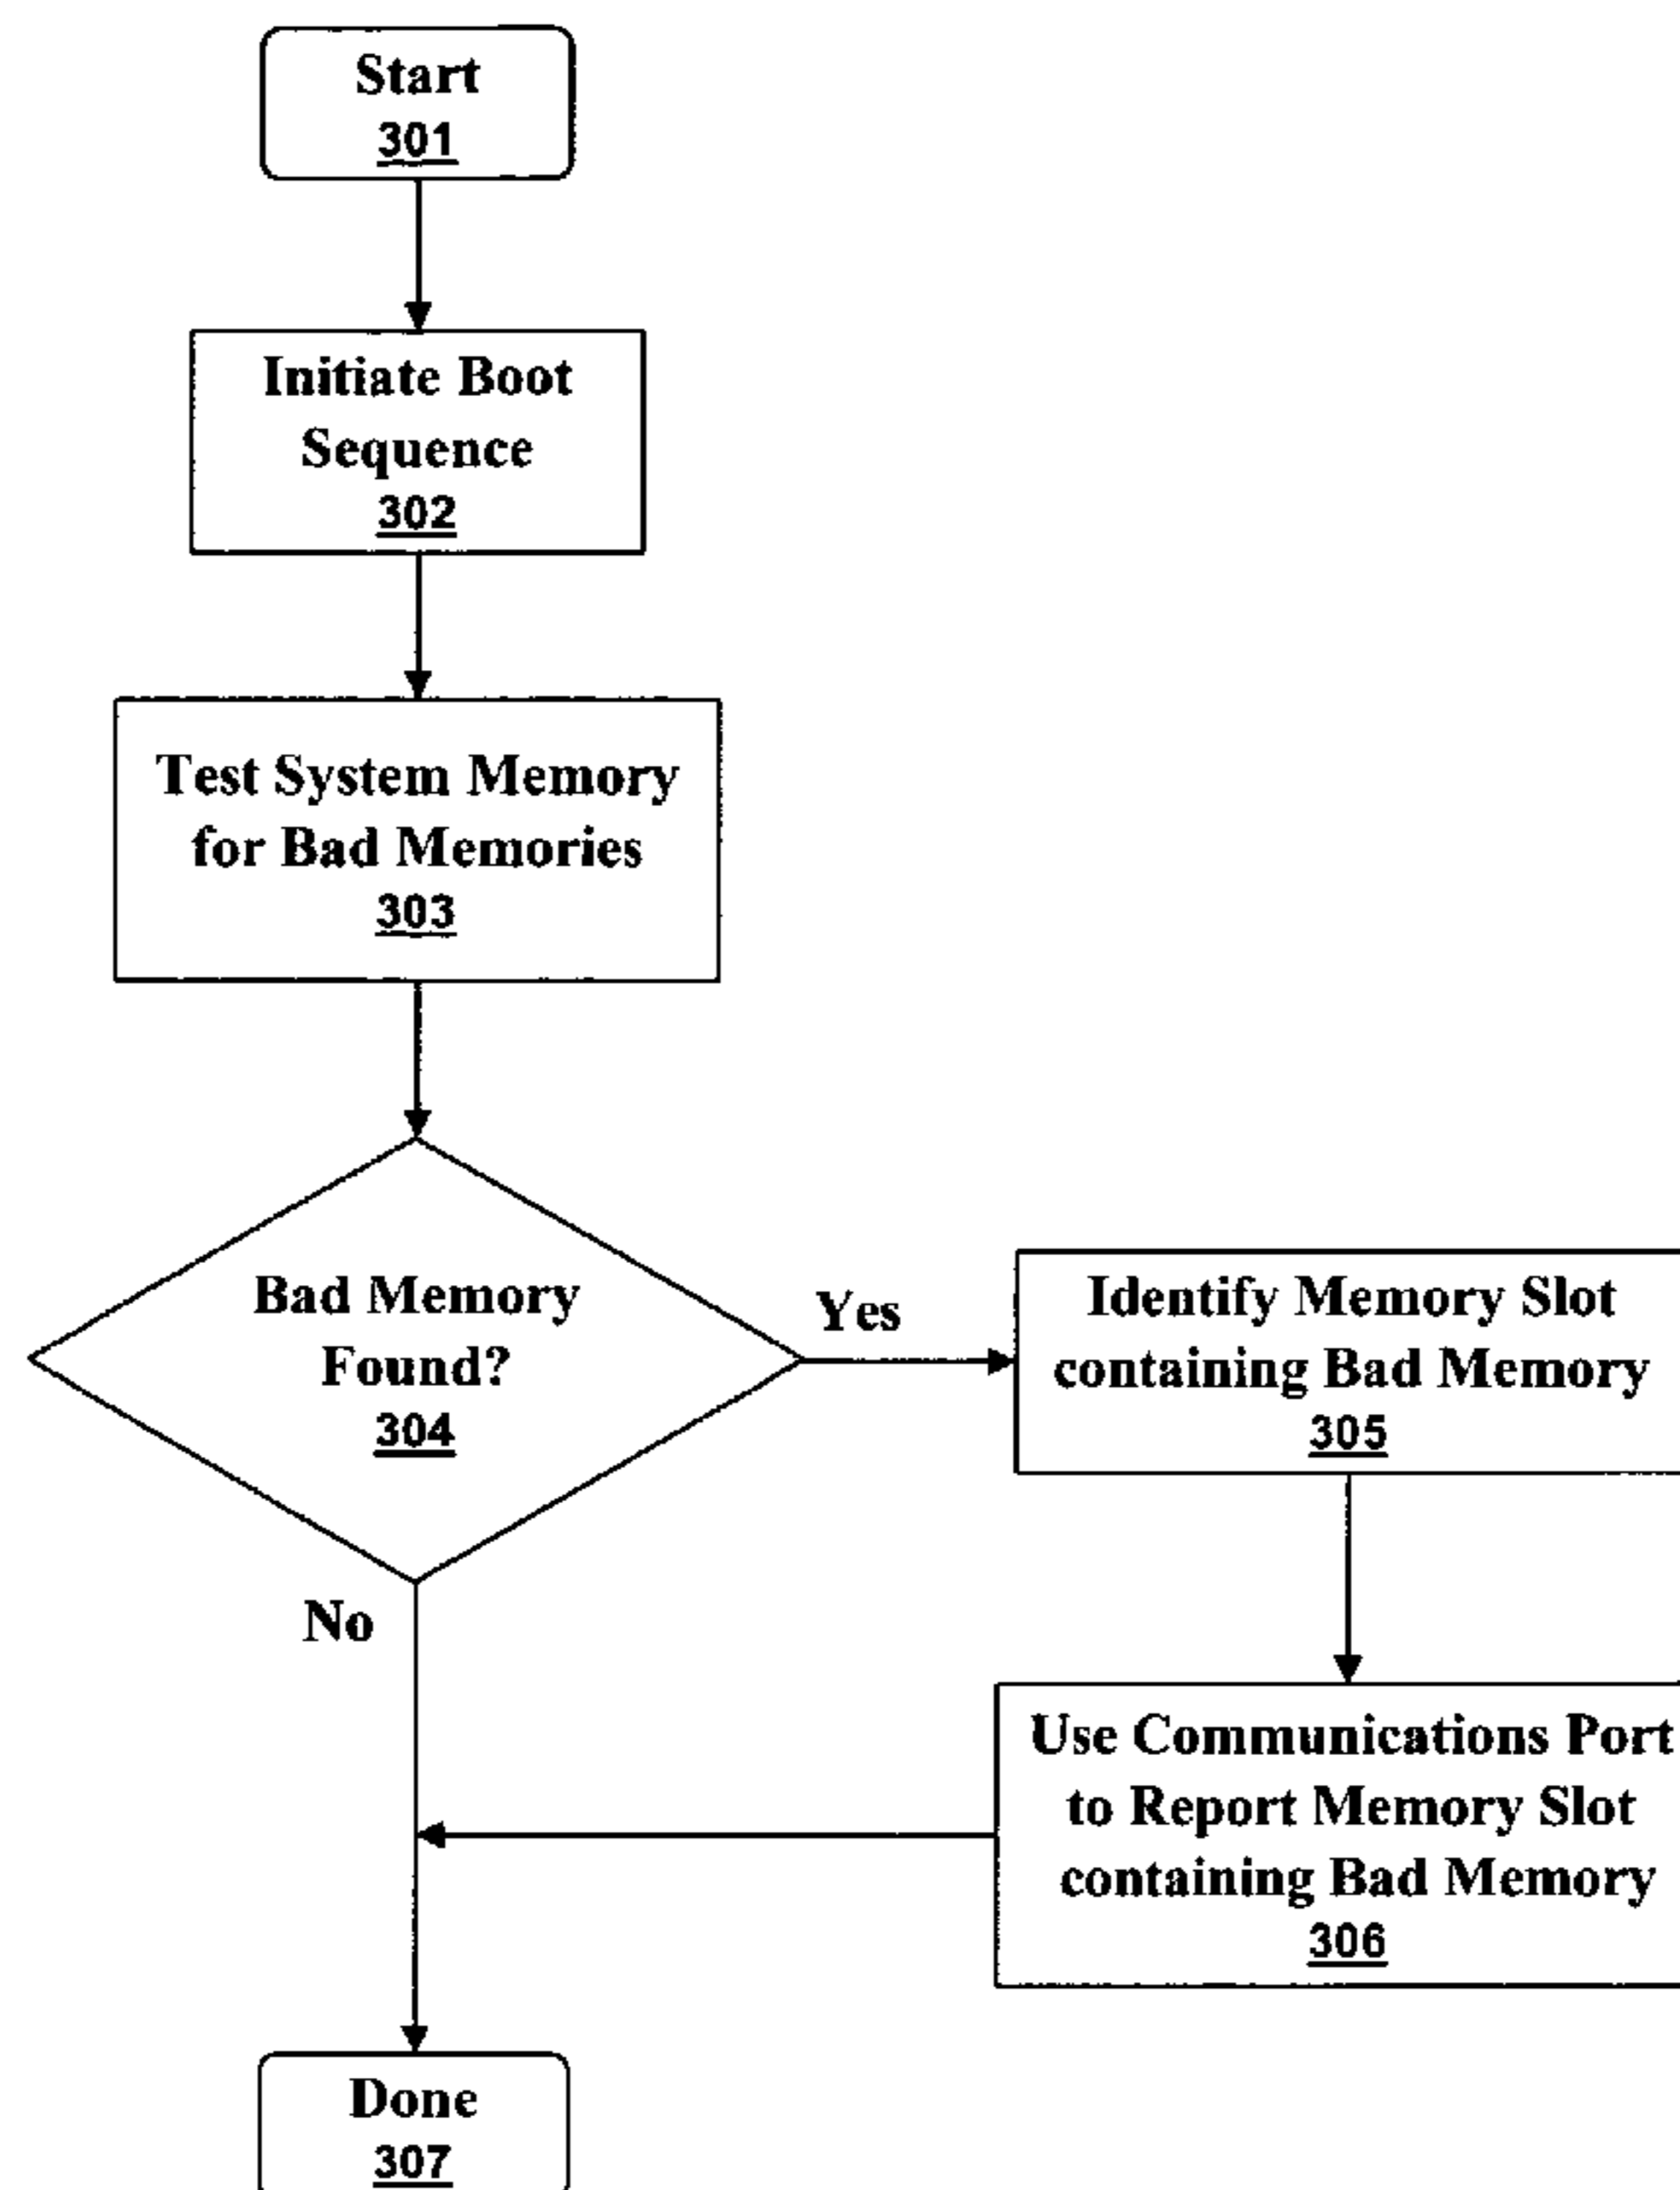 Start
301
Initiate Boot
Sequence
302
Test System Memory
for Bad Memories
303
Bad Memory
Found?
304
Yes
Identify Memory Slot
containing Bad Memory
305
No
Use Communications Port
to Report Memory Slot
containing Bad Memory
306
Done
307